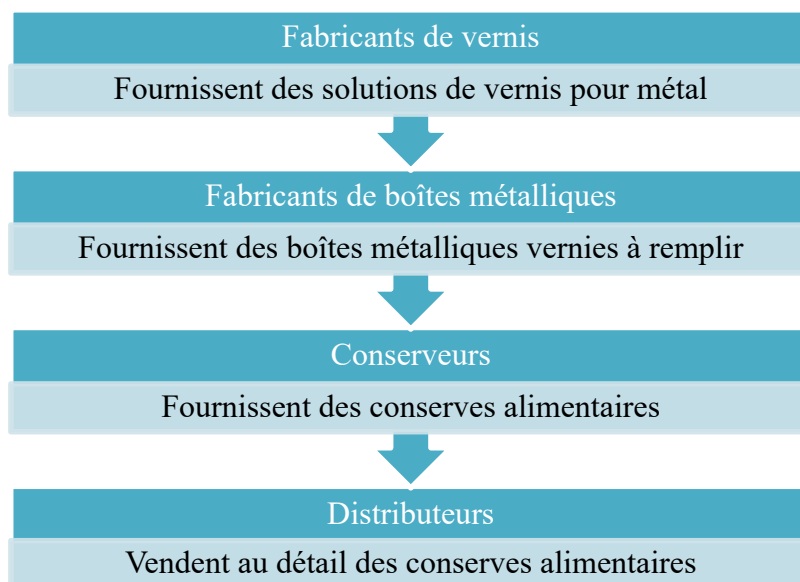 Fabricants de vernis
Fournissent des solutions de vernis pour métal
Fabricants de boîtes métalliques
Fournissent des boîtes métalliques vernies à remplir
Conserveurs
Fournissent des conserves alimentaires
Distributeurs
Vendent au détail des conserves alimentaires